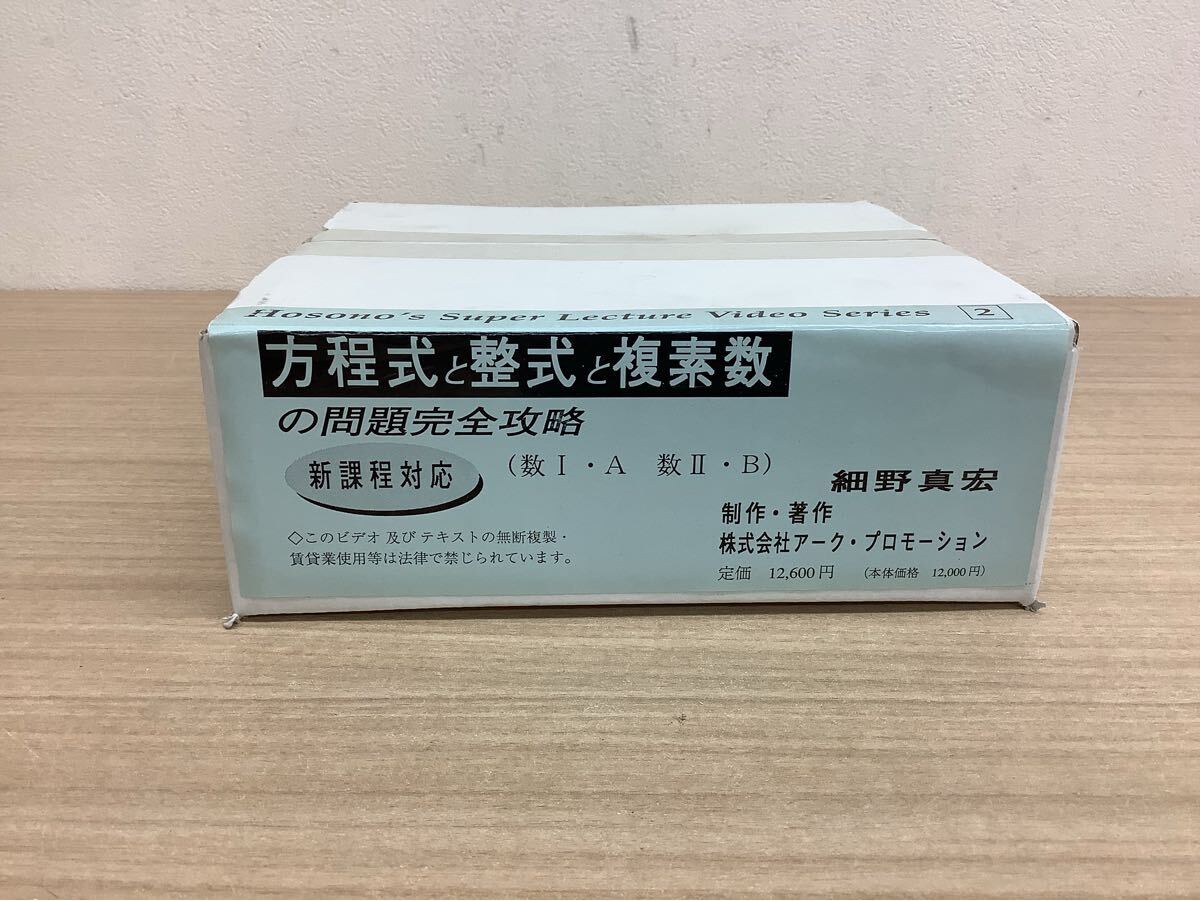 Hosono's Super Lecture Video Series 2
方程式と整式と複素数
の問題完全攻略
新課程対応
（数Ⅰ・A 数Ⅱ・B）
細野真宏
制作・著作
株式会社アーク・プロモーション
定価 12,600円 （本体価格 12,000円）
◇このビデオ及びテキストの無断複製・
賃貸業使用等は法律で禁じられています。